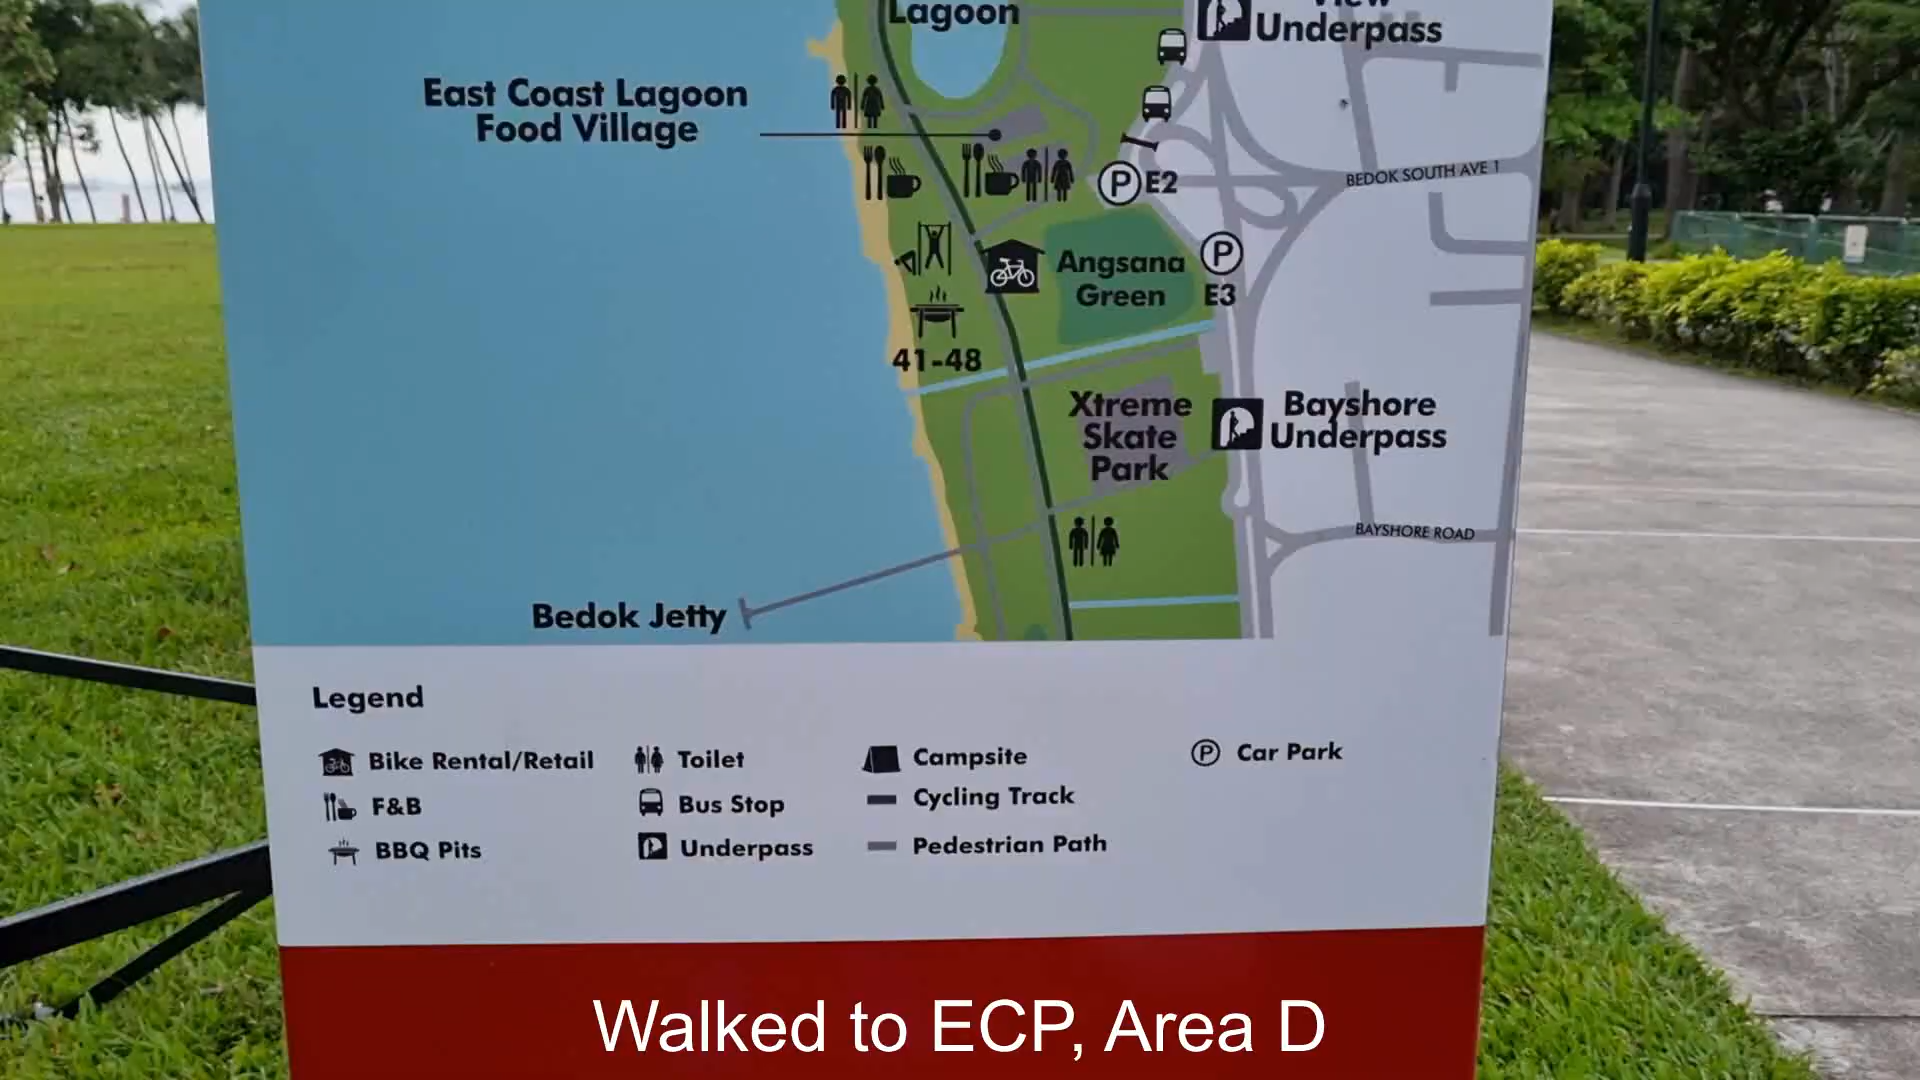 Lagoon
View
Underpass
East Coast Lagoon
Food Village
P E2
BEDOK SOUTH AVE 1
P
Angsana
Green
E3
41-48
Xtreme
Skate
Park
Bayshore
Underpass
BAYSHORE ROAD
Bedok Jetty
Legend
Bike Rental/Retail
Toilet
Campsite
P Car Park
F&B
Bus Stop
Cycling Track
BBQ Pits
Underpass
Pedestrian Path
Walked to ECP, Area D